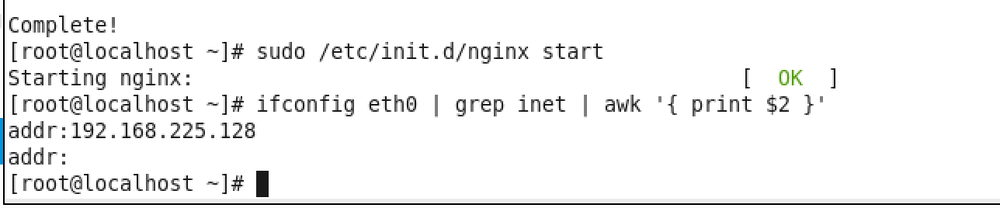 Complete!
[root@localhost ~]# sudo /etc/init.d/nginx start
Starting nginx:                                            [  OK  ]
[root@localhost ~]# ifconfig eth0 | grep inet | awk '{ print $2 }'
addr:192.168.225.128
addr:
[root@localhost ~]#